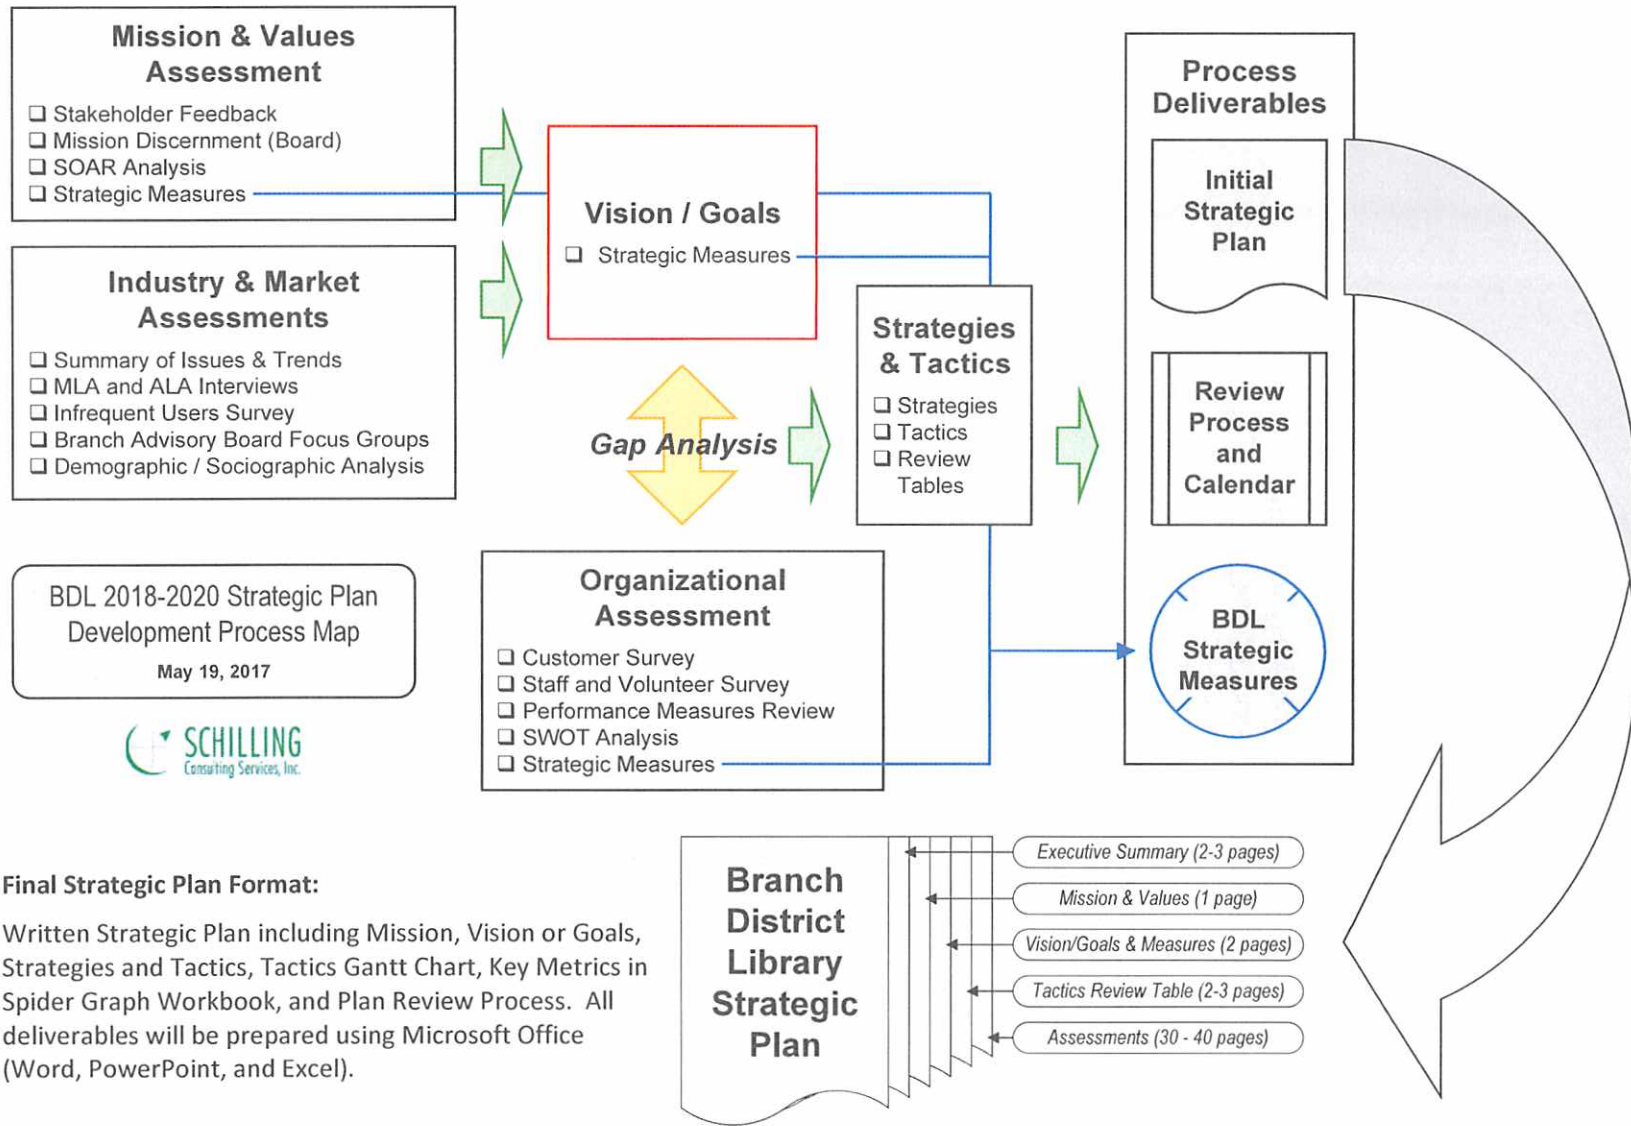 Mission & Values
Assessment
❑ Stakeholder Feedback
❑ Mission Discernment (Board)
❑ SOAR Analysis
❑ Strategic Measures
Industry & Market
Assessments
❑ Summary of Issues & Trends
❑ MLA and ALA Interviews
❑ Infrequent Users Survey
❑ Branch Advisory Board Focus Groups
❑ Demographic / Sociographic Analysis
Vision / Goals
❑ Strategic Measures
Gap Analysis
Strategies
& Tactics
❑ Strategies
❑ Tactics
❑ Review
Tables
Process
Deliverables
Initial
Strategic
Plan
Review
Process
and
Calendar
BDL
Strategic
Measures
BDL 2018-2020 Strategic Plan
Development Process Map
May 19, 2017
SCHILLING
Consulting Services, Inc.
Organizational
Assessment
❑ Customer Survey
❑ Staff and Volunteer Survey
❑ Performance Measures Review
❑ SWOT Analysis
❑ Strategic Measures
Final Strategic Plan Format:
Written Strategic Plan including Mission, Vision or Goals,
Strategies and Tactics, Tactics Gantt Chart, Key Metrics in
Spider Graph Workbook, and Plan Review Process.  All
deliverables will be prepared using Microsoft Office
(Word, PowerPoint, and Excel).
Branch
District
Library
Strategic
Plan
Executive Summary (2-3 pages)
Mission & Values (1 page)
Vision/Goals & Measures (2 pages)
Tactics Review Table (2-3 pages)
Assessments (30 - 40 pages)